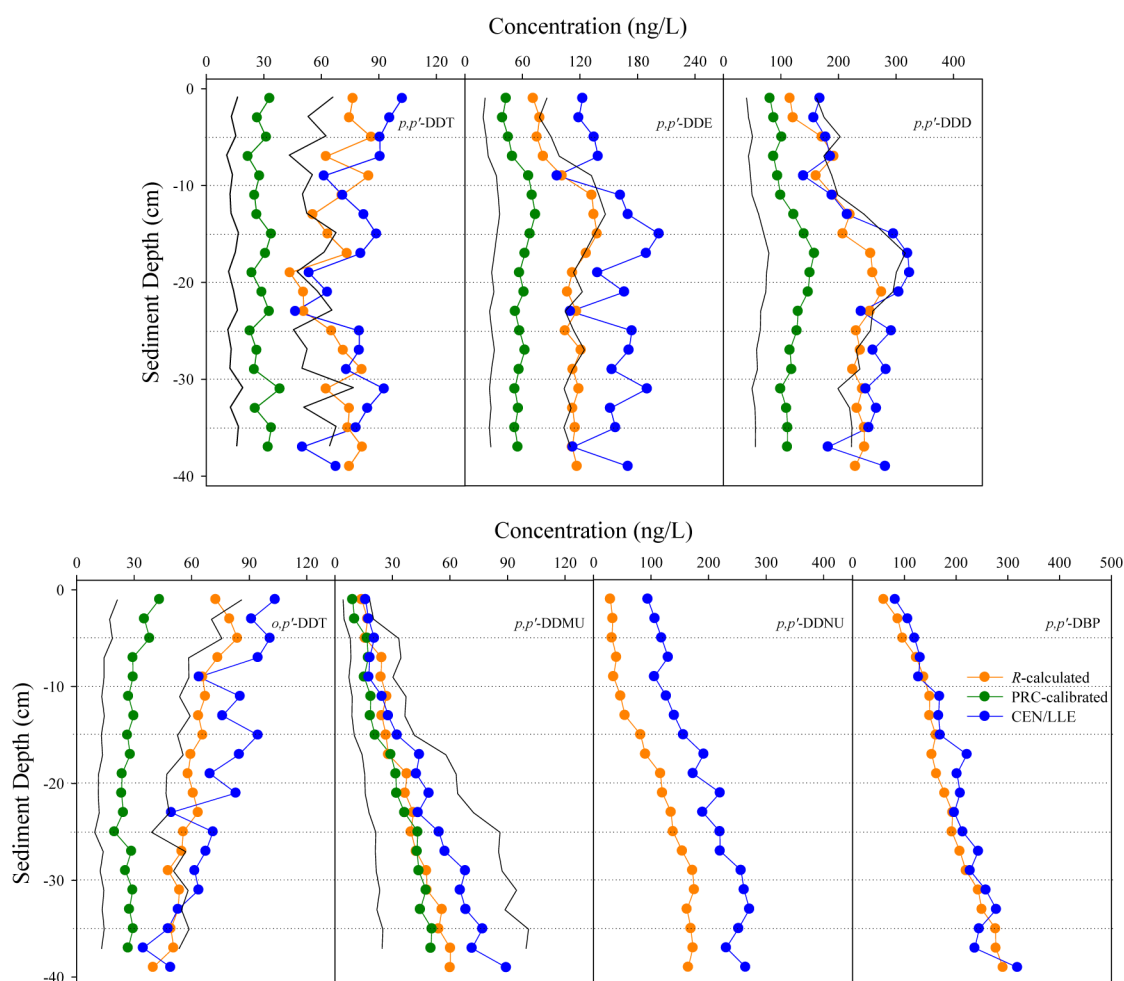 Concentration (ng/L)
0 30 60 90 0 60 120 180 240 0 100 200 300 400
0
p,p'-DDT p,p'-DDE p,p'-DDD
-10
-20
-30
-40
Sediment Depth (cm)
Concentration (ng/L)
0 30 60 90 120 0 30 60 90 0 100 200 300 400 0 100 200 300 400 500
0
o,p'-DDT p,p'-DDMU p,p'-DDNU p,p'-DBP
R-calculated
PRC-calibrated
CEN/LLE
-10
-20
-30
-40
Sediment Depth (cm)